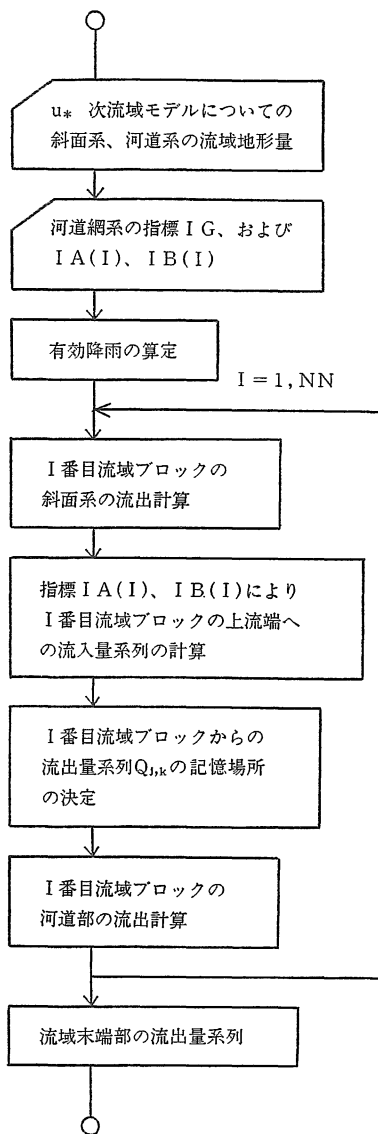 u* 次流域モデルについての
斜面系、河道系の流域地形量
河道網系の指標IG、および
IA(I)、IB(I)
有効降雨の算定
I=1,NN
I番目流域ブロックの
斜面系の流出計算
指標IA(I)、IB(I)により
I番目流域ブロックの上流端へ
の流入量系列の計算
I番目流域ブロックからの
流出量系列QJ,kの記憶場所
の決定
I番目流域ブロックの
河道部の流出計算
流域末端部の流出量系列